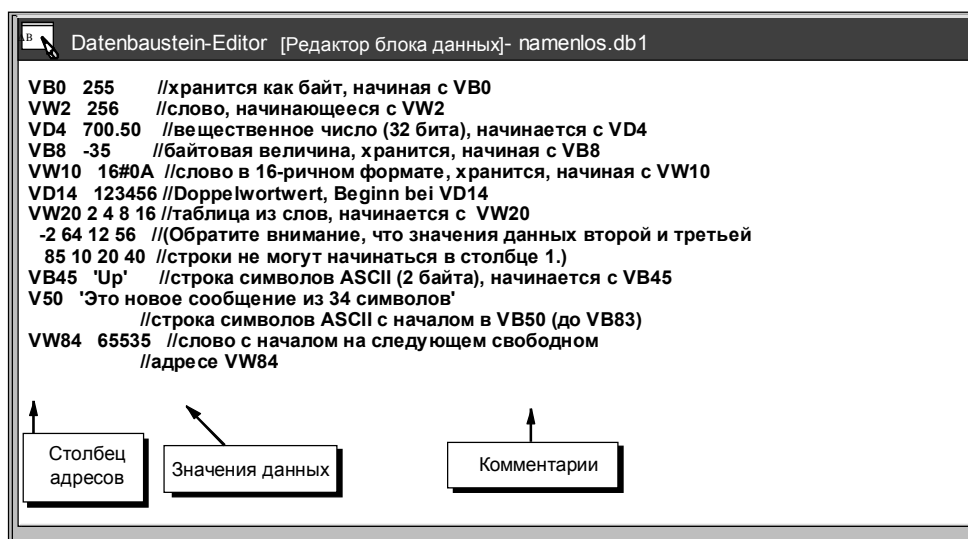 AB
Datenbaustein-Editor [Редактор блока данных]- namenlos.db1
VB0 255 //хранится как байт, начиная с VB0
VW2 256 //слово, начинающееся с VW2
VD4 700.50 //вещественное число (32 бита), начинается с VD4
VB8 -35 //байтовая величина, хранится, начиная с VB8
VW10 16#0A //слово в 16-ричном формате, хранится, начиная с VW10
VD14 123456 //Doppelwortwert, Beginn bei VD14
VW20 2 4 8 16 //таблица из слов, начинается с VW20
-2 64 12 56 //(Обратите внимание, что значения данных второй и третьей
85 10 20 40 //строки не могут начинаться в столбце 1.)
VB45 'Up' //строка символов ASCII (2 байта), начинается с VB45
V50 'Это новое сообщение из 34 символов'
//строка символов ASCII с началом в VB50 (до VB83)
VW84 65535 //слово с началом на следующем свободном
//адресе VW84
Столбец
адресов
Значения данных
Комментарии